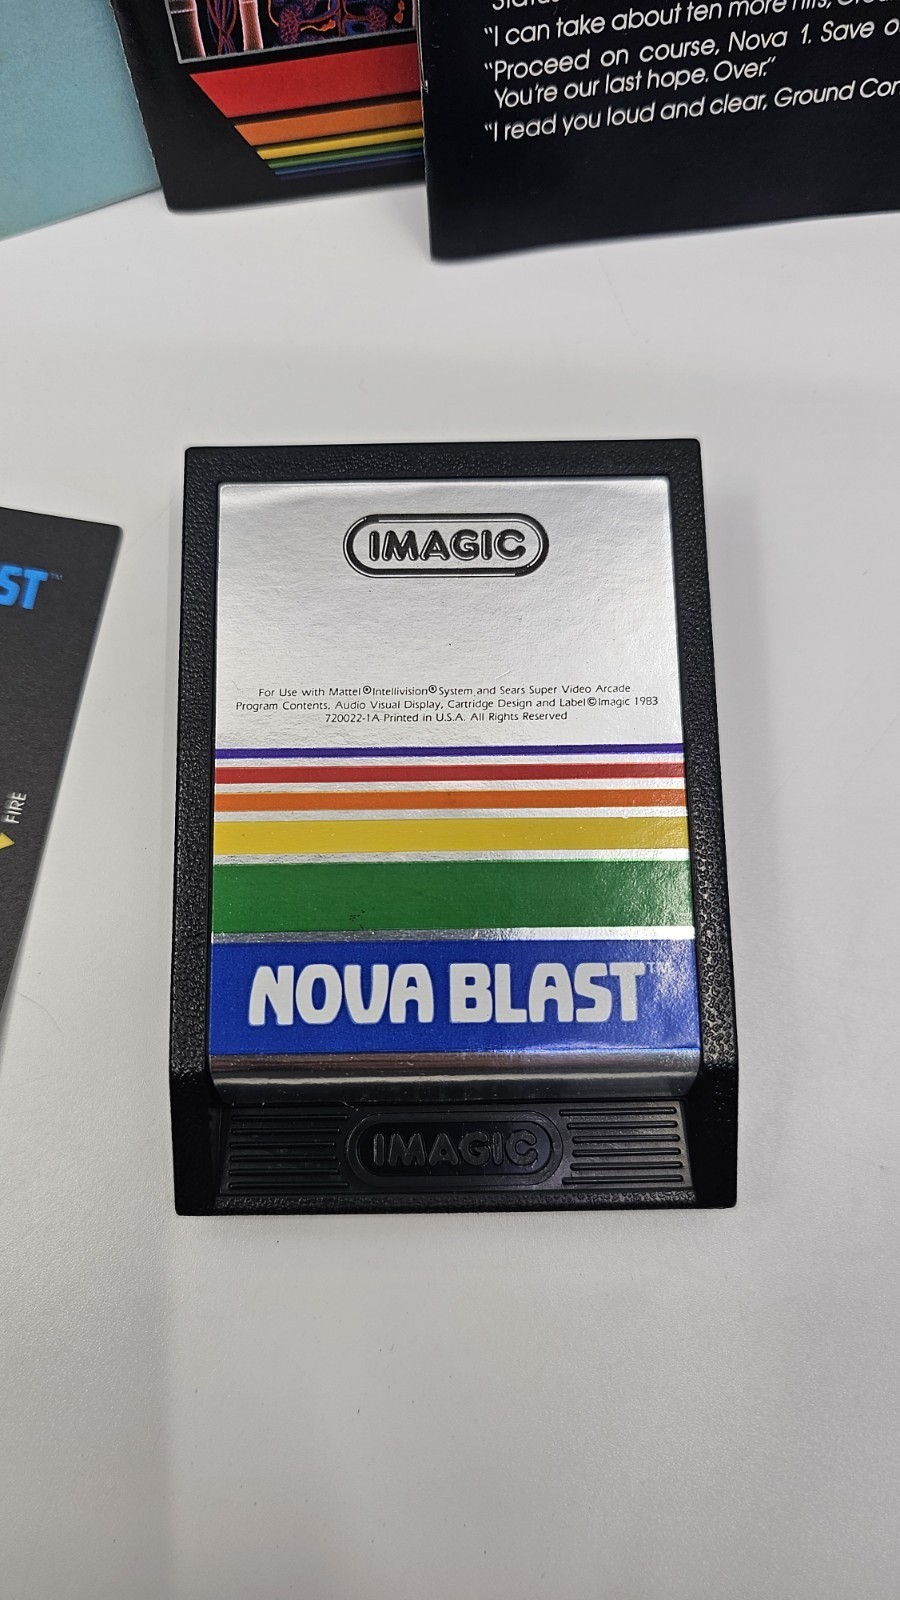 "I can take about ten more hits,
"Proceed on course, Nova 1. Save
You're our last hope. Over."
"I read you loud and clear, Ground
ST™
FIRE
IMAGIC
For Use with Mattel®Intellivision®System and Sears Super Video Arcade
Program Contents, Audio Visual Display, Cartridge Design and Label©Imagic 1983
720022-1A Printed in U.S.A. All Rights Reserved
NOVA BLAST™
IMAGIC